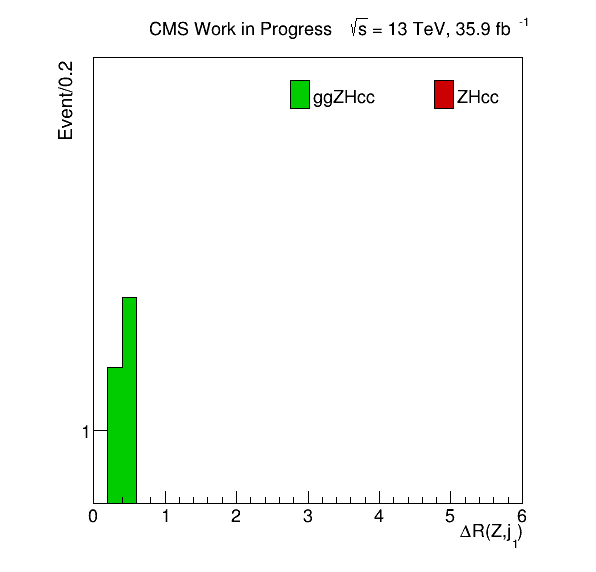 CMS Work in Progress √s = 13 TeV, 35.9 fb -1
Event/0.2
ggZHcc ZHcc
1
0 1 2 3 4 5 6
ΔR(Z,j1)